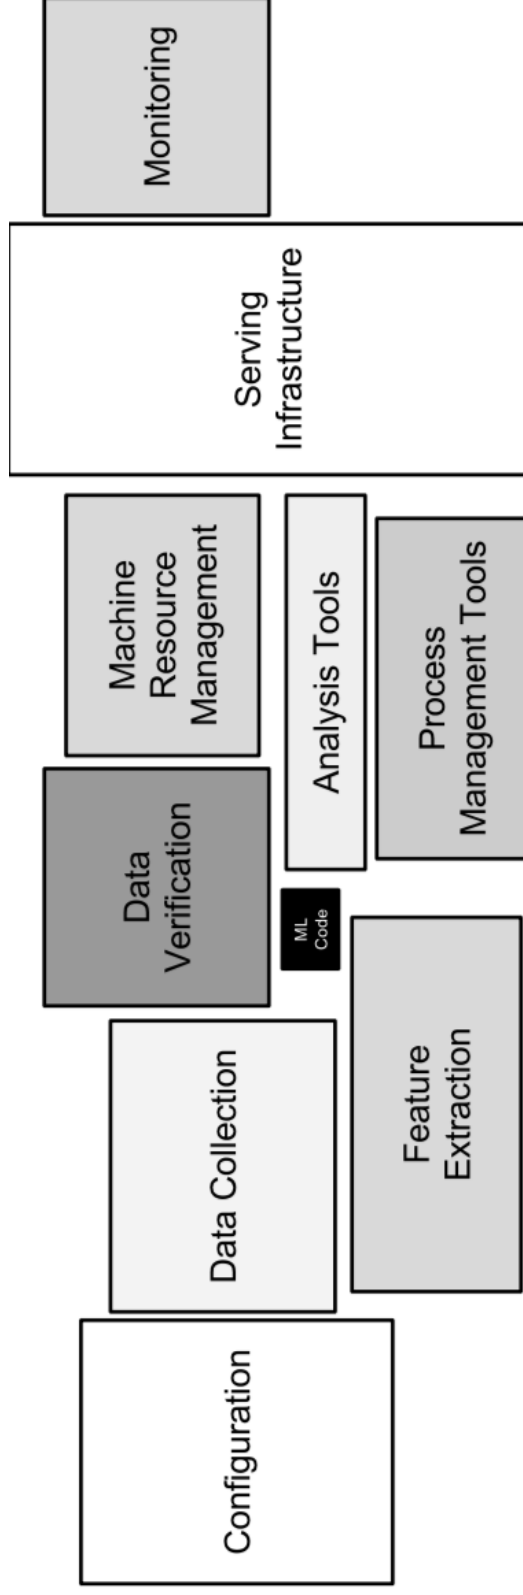 Configuration
Data Collection
Data
Verification
Machine
Resource
Management
Monitoring
Serving
Infrastructure
ML
Code
Analysis Tools
Feature
Extraction
Process
Management Tools